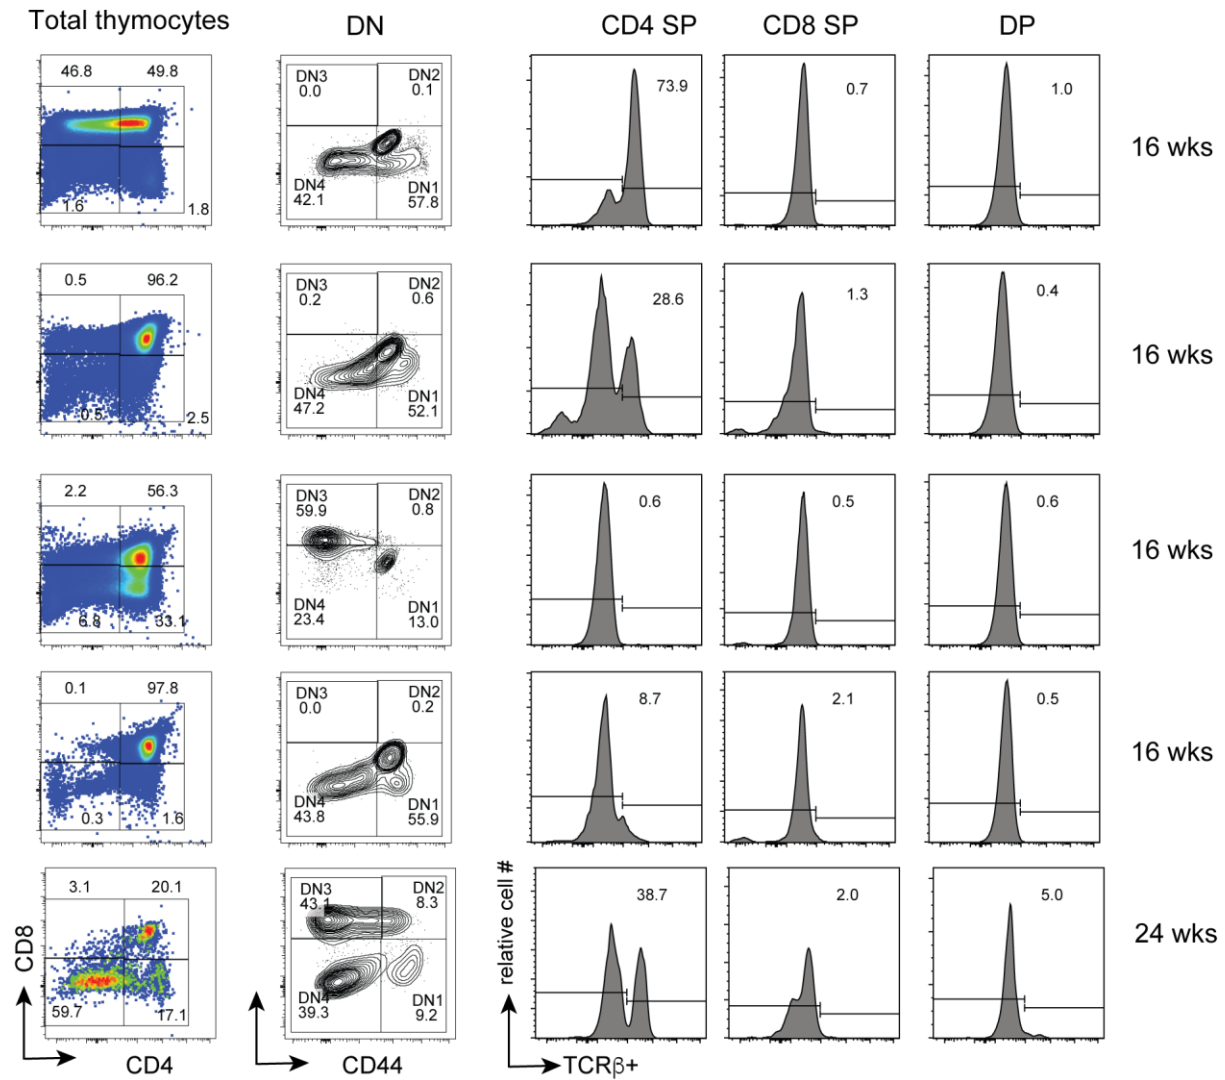 Total thymocytes DN CD4 SP CD8 SP DP
46.8 49.8 DN3 DN2 73.9 0.7 1.0
0.0 0.1
16 wks
DN4 DN1
1.6 1.8 42.1 57.8
0.5 96.2 DN3 DN2 28.6 1.3 0.4
0.2 0.6
16 wks
DN4 DN1
0.5 2.5 47.2 52.1
2.2 56.3 DN3 DN2 0.6 0.5 0.6
59.9 0.8
16 wks
DN4 DN1
6.8 33.1 23.4 13.0
0.1 97.8 DN3 DN2 8.7 2.1 0.5
0.0 0.2
16 wks
DN4 DN1
0.3 1.6 43.8 55.9
3.1 20.1 DN3 DN2 38.7 2.0 5.0
43.1 8.3
24 wks
DN4 DN1
59.7 17.1 39.3 9.2
CD8
relative cell #
CD4 CD44 TCRβ+